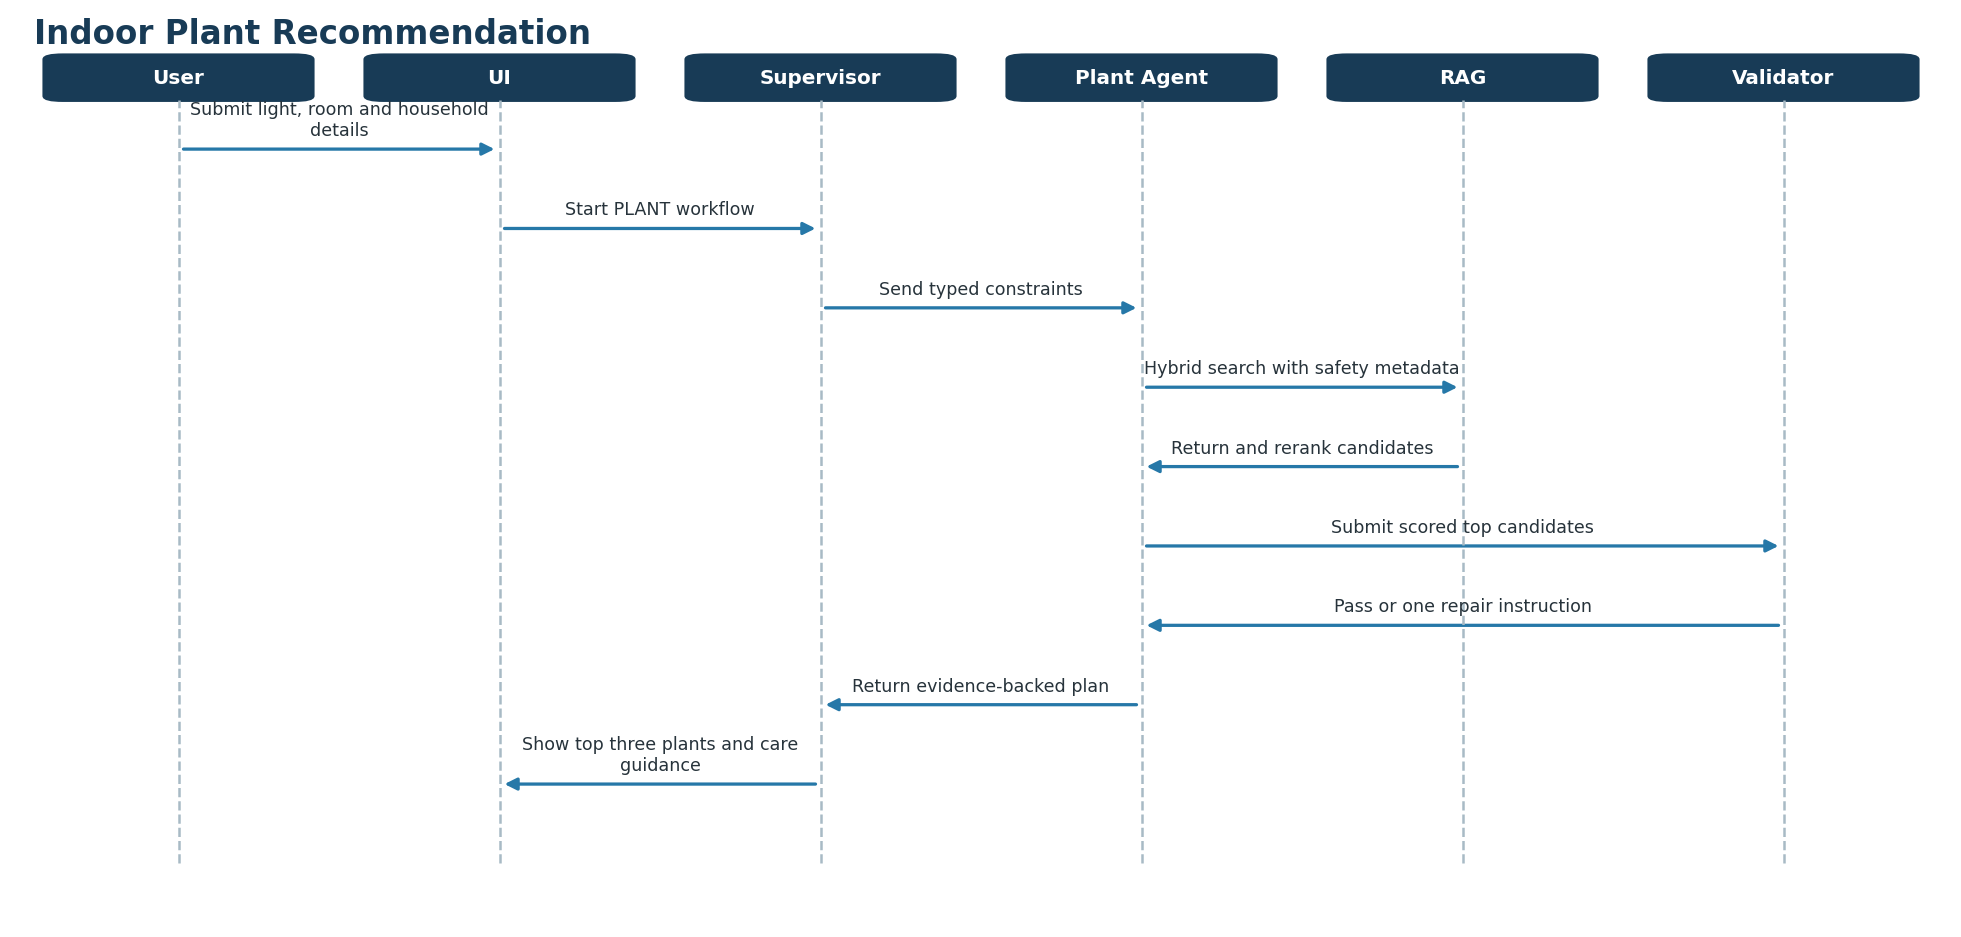 Indoor Plant Recommendation
User
UI
Supervisor
Plant Agent
RAG
Validator
Submit light, room and household
details
Start PLANT workflow
Send typed constraints
Hybrid search with safety metadata
Return and rerank candidates
Submit scored top candidates
Pass or one repair instruction
Return evidence-backed plan
Show top three plants and care
guidance